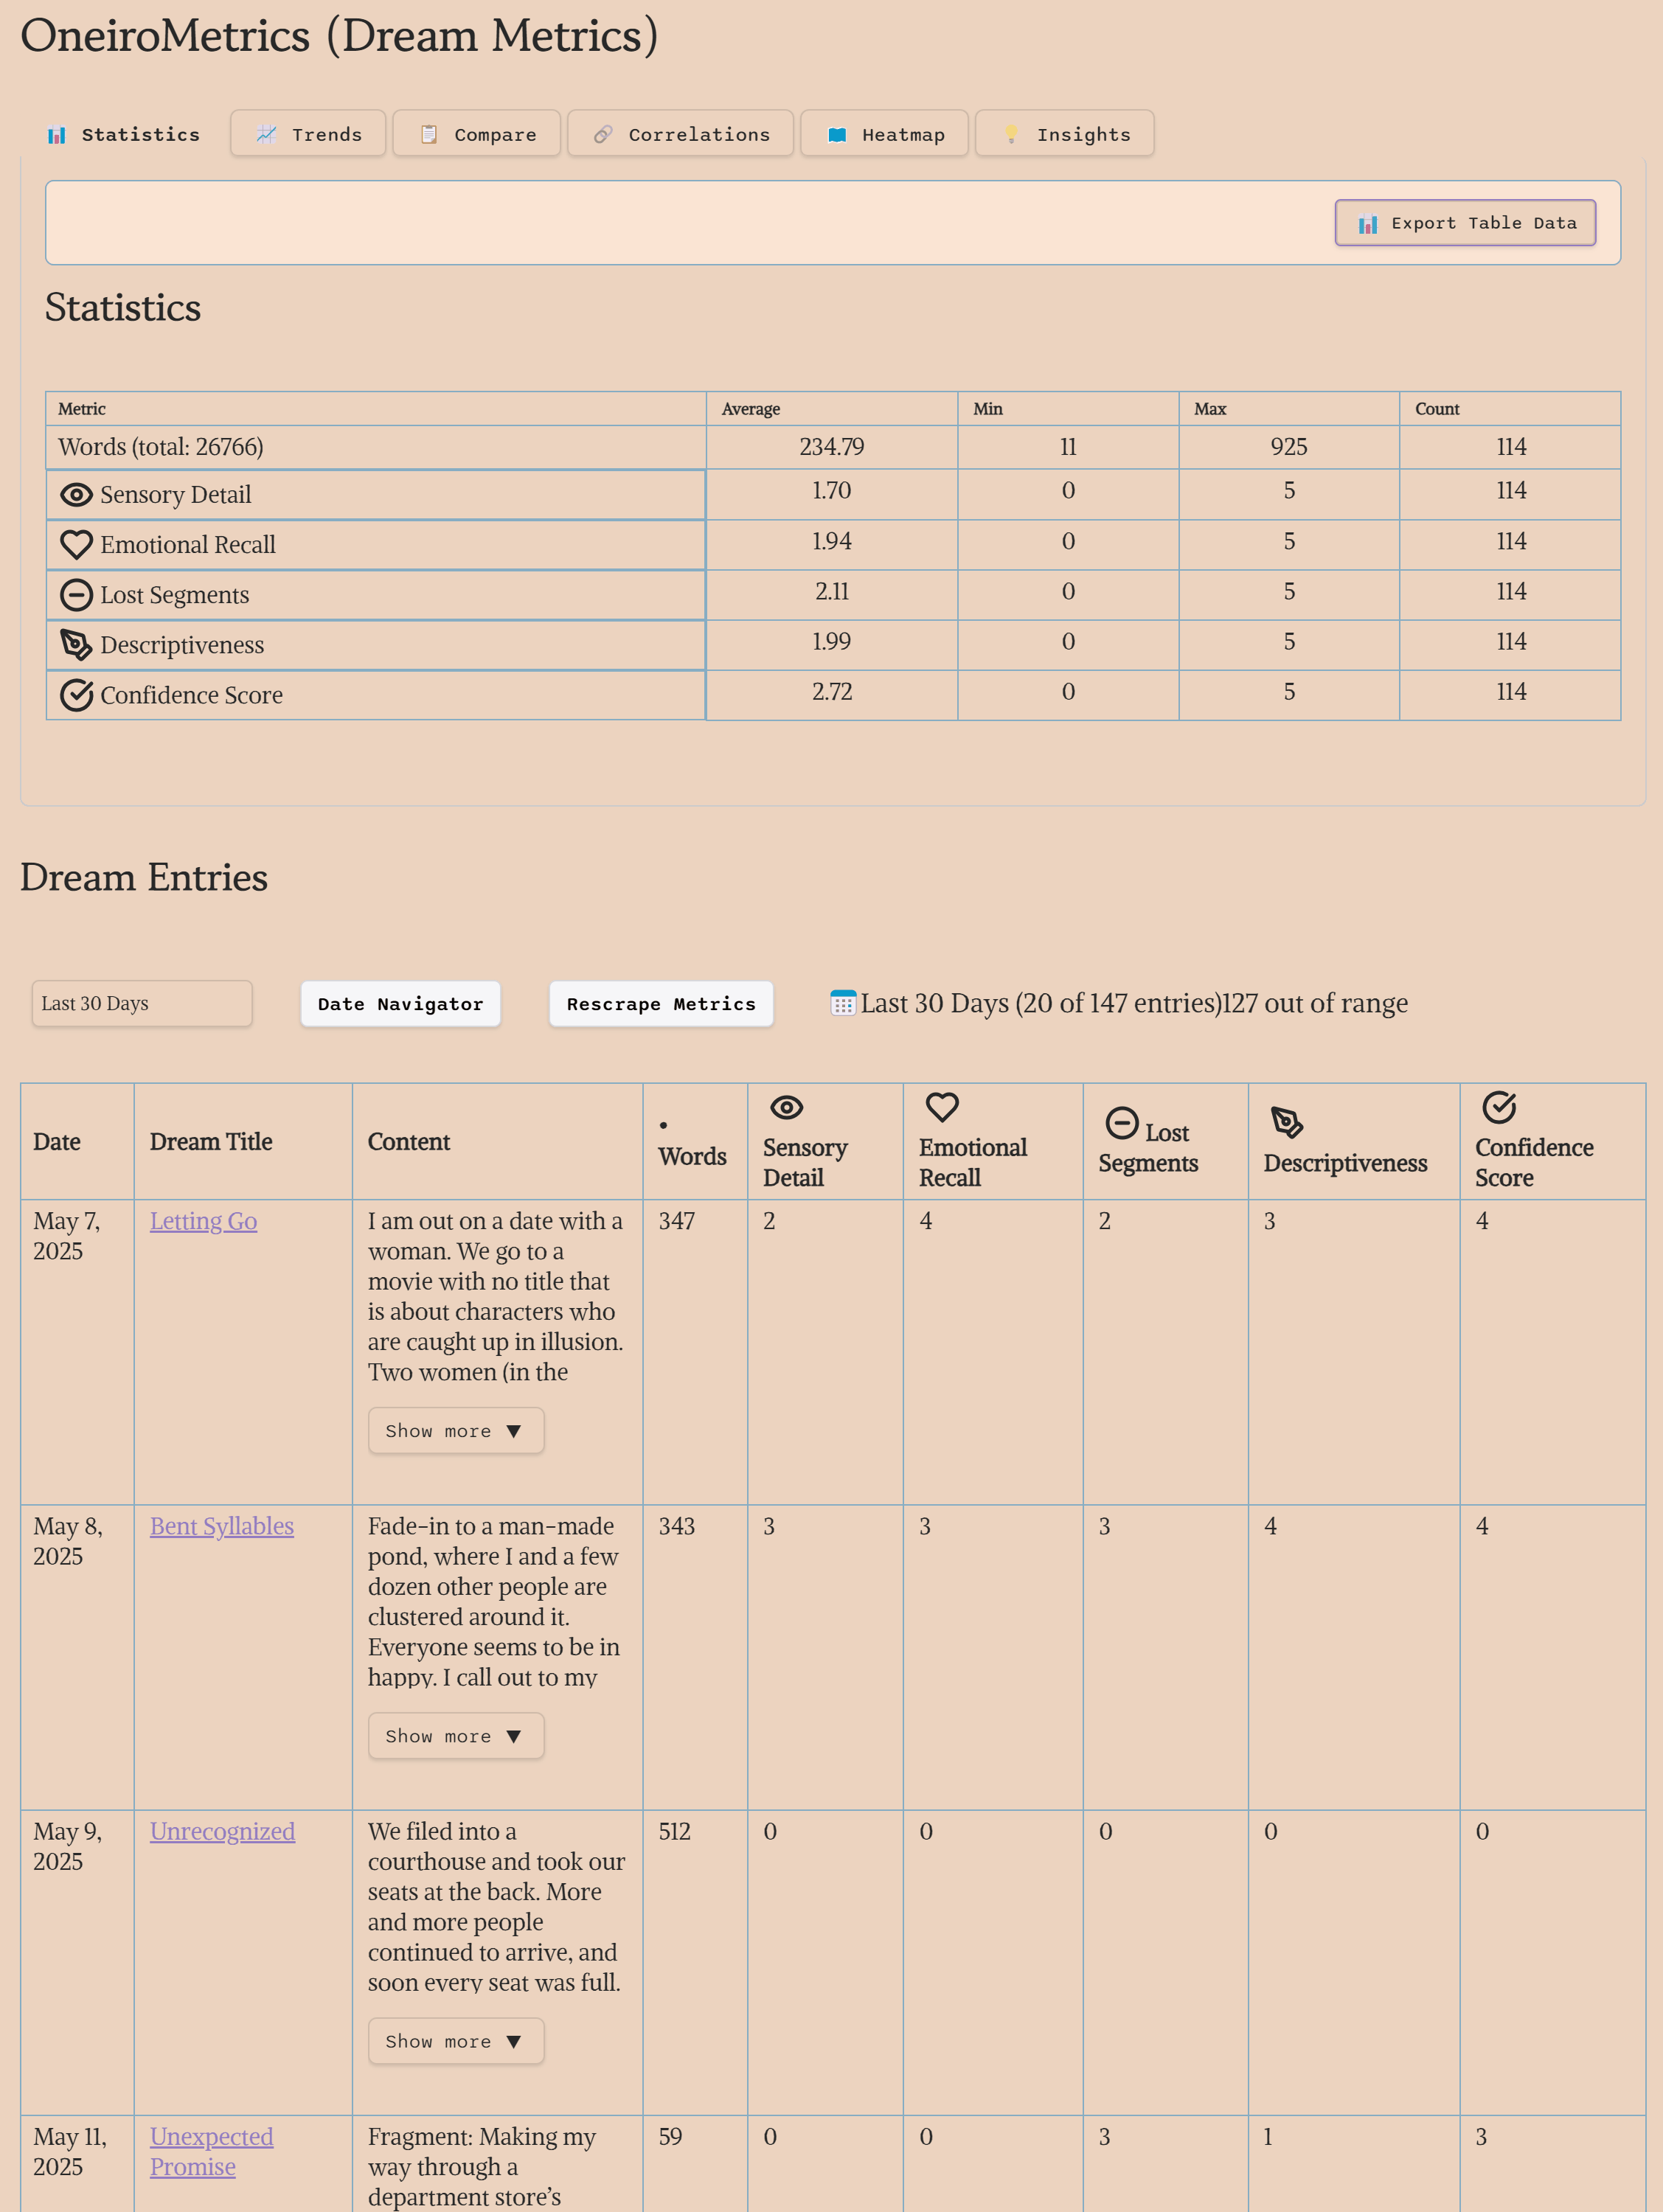 OneiroMetrics (Dream Metrics)
Statistics Trends Compare Correlations Heatmap Insights
Export Table Data
Statistics
Metric Average Min Max Count
Words (total: 26766) 234.79 11 925 114
Sensory Detail 1.70 0 5 114
Emotional Recall 1.94 0 5 114
Lost Segments 2.11 0 5 114
Descriptiveness 1.99 0 5 114
Confidence Score 2.72 0 5 114
Dream Entries
Last 30 Days Date Navigator Rescrape Metrics Last 30 Days (20 of 147 entries)127 out of range
Date
Dream Title
Content
• Words
Sensory
Detail
Emotional
Recall
Lost
Segments
Descriptiveness
Confidence
Score
May 7,
2025
Letting Go
I am out on a date with a
woman. We go to a
movie with no title that
is about characters who
are caught up in illusion.
Two women (in the
Show more ▼
347 2 4 2 3 4
May 8,
2025
Bent Syllables
Fade-in to a man-made
pond, where I and a few
dozen other people are
clustered around it.
Everyone seems to be in
happy. I call out to my
Show more ▼
343 3 3 3 4 4
May 9,
2025
Unrecognized
We filed into a
courthouse and took our
seats at the back. More
and more people
continued to arrive, and
soon every seat was full.
Show more ▼
512 0 0 0 0 0
May 11,
2025
Unexpected
Promise
Fragment: Making my
way through a
department store's
59 0 0 3 1 3